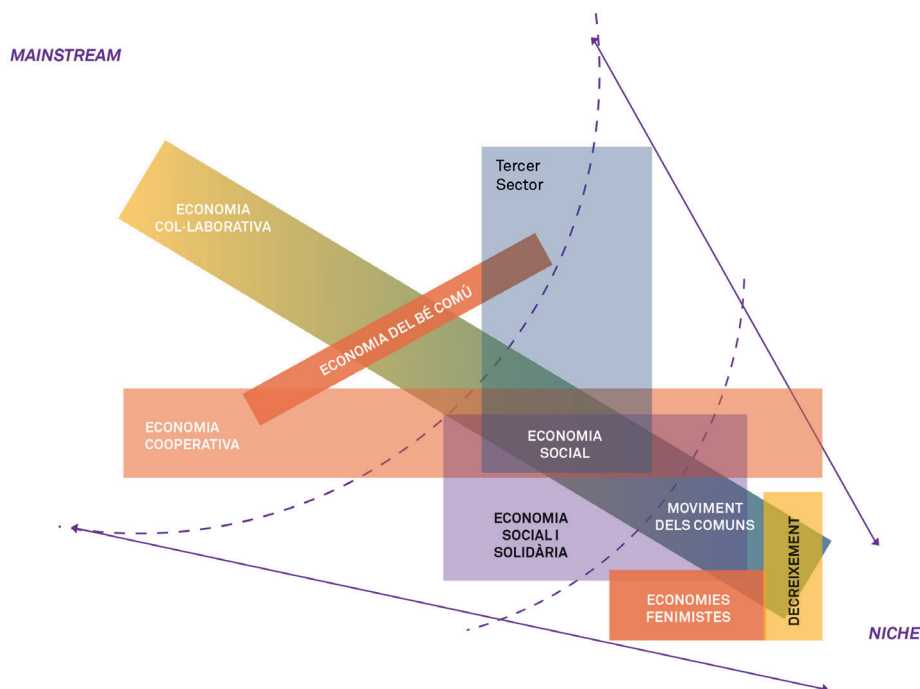 MAINSTREAM
Tercer
Sector
ECONOMIA
COL·LABORATIVA
ECONOMIA DEL BÉ COMÚ
ECONOMIA
COOPERATIVA
ECONOMIA
SOCIAL
ECONOMIA
SOCIAL I
SOLIDÀRIA
MOVIMENT
DELS COMUNS
DECREIXEMENT
ECONOMIES
FENIMISTES
NICHE